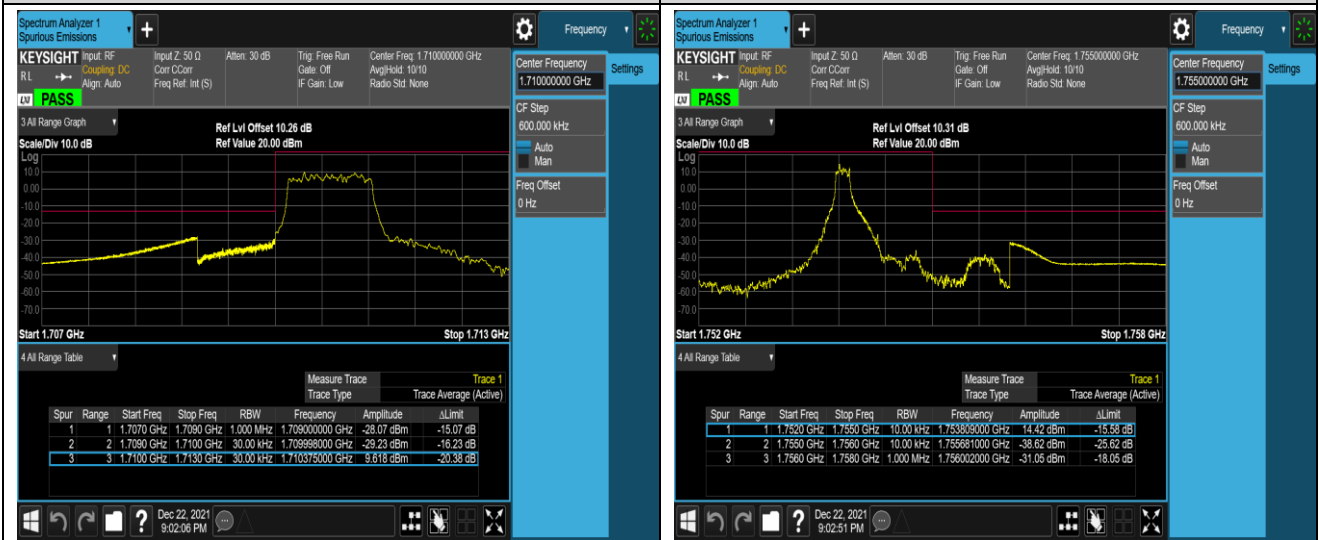 Spectrum Analyzer 1
Spurious Emissions
+
Frequency
KEYSIGHT
Input: RF
Coupling: DC
Align: Auto
Input Z: 50 Ω
Corr CCorr
Freq Ref: Int (S)
Atten: 30 dB
Trig: Free Run
Gate: Off
IF Gain: Low
Center Freq: 1.710000000 GHz
Avg|Hold: 10/10
Radio Std: None
R L
LXI
PASS
Center Frequency
1.710000000 GHz
Settings
CF Step
600.000 kHz
Auto
Man
Freq Offset
0 Hz
3 All Range Graph
Ref Lvl Offset 10.26 dB
Scale/Div 10.0 dB
Ref Value 20.00 dBm
Log
10.0
0.00
-10.0
-20.0
-30.0
-40.0
-50.0
-60.0
-70.0
Start 1.707 GHz
Stop 1.713 GHz
4 All Range Table
Measure Trace Trace 1
Trace Type Trace Average (Active)
Spur Range Start Freq Stop Freq RBW Frequency Amplitude ΔLimit
1 1 1.7070 GHz 1.7090 GHz 1.000 MHz 1.709000000 GHz -28.07 dBm -15.07 dB
2 2 1.7090 GHz 1.7100 GHz 30.00 kHz 1.709998000 GHz -29.23 dBm -16.23 dB
3 3 1.7100 GHz 1.7130 GHz 30.00 kHz 1.710375000 GHz 9.618 dBm -20.38 dB
?
Dec 22, 2021
9:02:06 PM
Spectrum Analyzer 1
Spurious Emissions
+
Frequency
KEYSIGHT
Input: RF
Coupling: DC
Align: Auto
Input Z: 50 Ω
Corr CCorr
Freq Ref: Int (S)
Atten: 30 dB
Trig: Free Run
Gate: Off
IF Gain: Low
Center Freq: 1.755000000 GHz
Avg|Hold: 10/10
Radio Std: None
R L
LXI
PASS
Center Frequency
1.755000000 GHz
Settings
CF Step
600.000 kHz
Auto
Man
Freq Offset
0 Hz
3 All Range Graph
Ref Lvl Offset 10.31 dB
Scale/Div 10.0 dB
Ref Value 20.00 dBm
Log
10.0
0.00
-10.0
-20.0
-30.0
-40.0
-50.0
-60.0
-70.0
Start 1.752 GHz
Stop 1.758 GHz
4 All Range Table
Measure Trace Trace 1
Trace Type Trace Average (Active)
Spur Range Start Freq Stop Freq RBW Frequency Amplitude ΔLimit
1 1 1.7520 GHz 1.7550 GHz 10.00 kHz 1.753809000 GHz 14.42 dBm -15.58 dB
2 2 1.7550 GHz 1.7560 GHz 10.00 kHz 1.755681000 GHz -38.62 dBm -25.62 dB
3 3 1.7560 GHz 1.7580 GHz 1.000 MHz 1.756002000 GHz -31.05 dBm -18.05 dB
?
Dec 22, 2021
9:02:51 PM